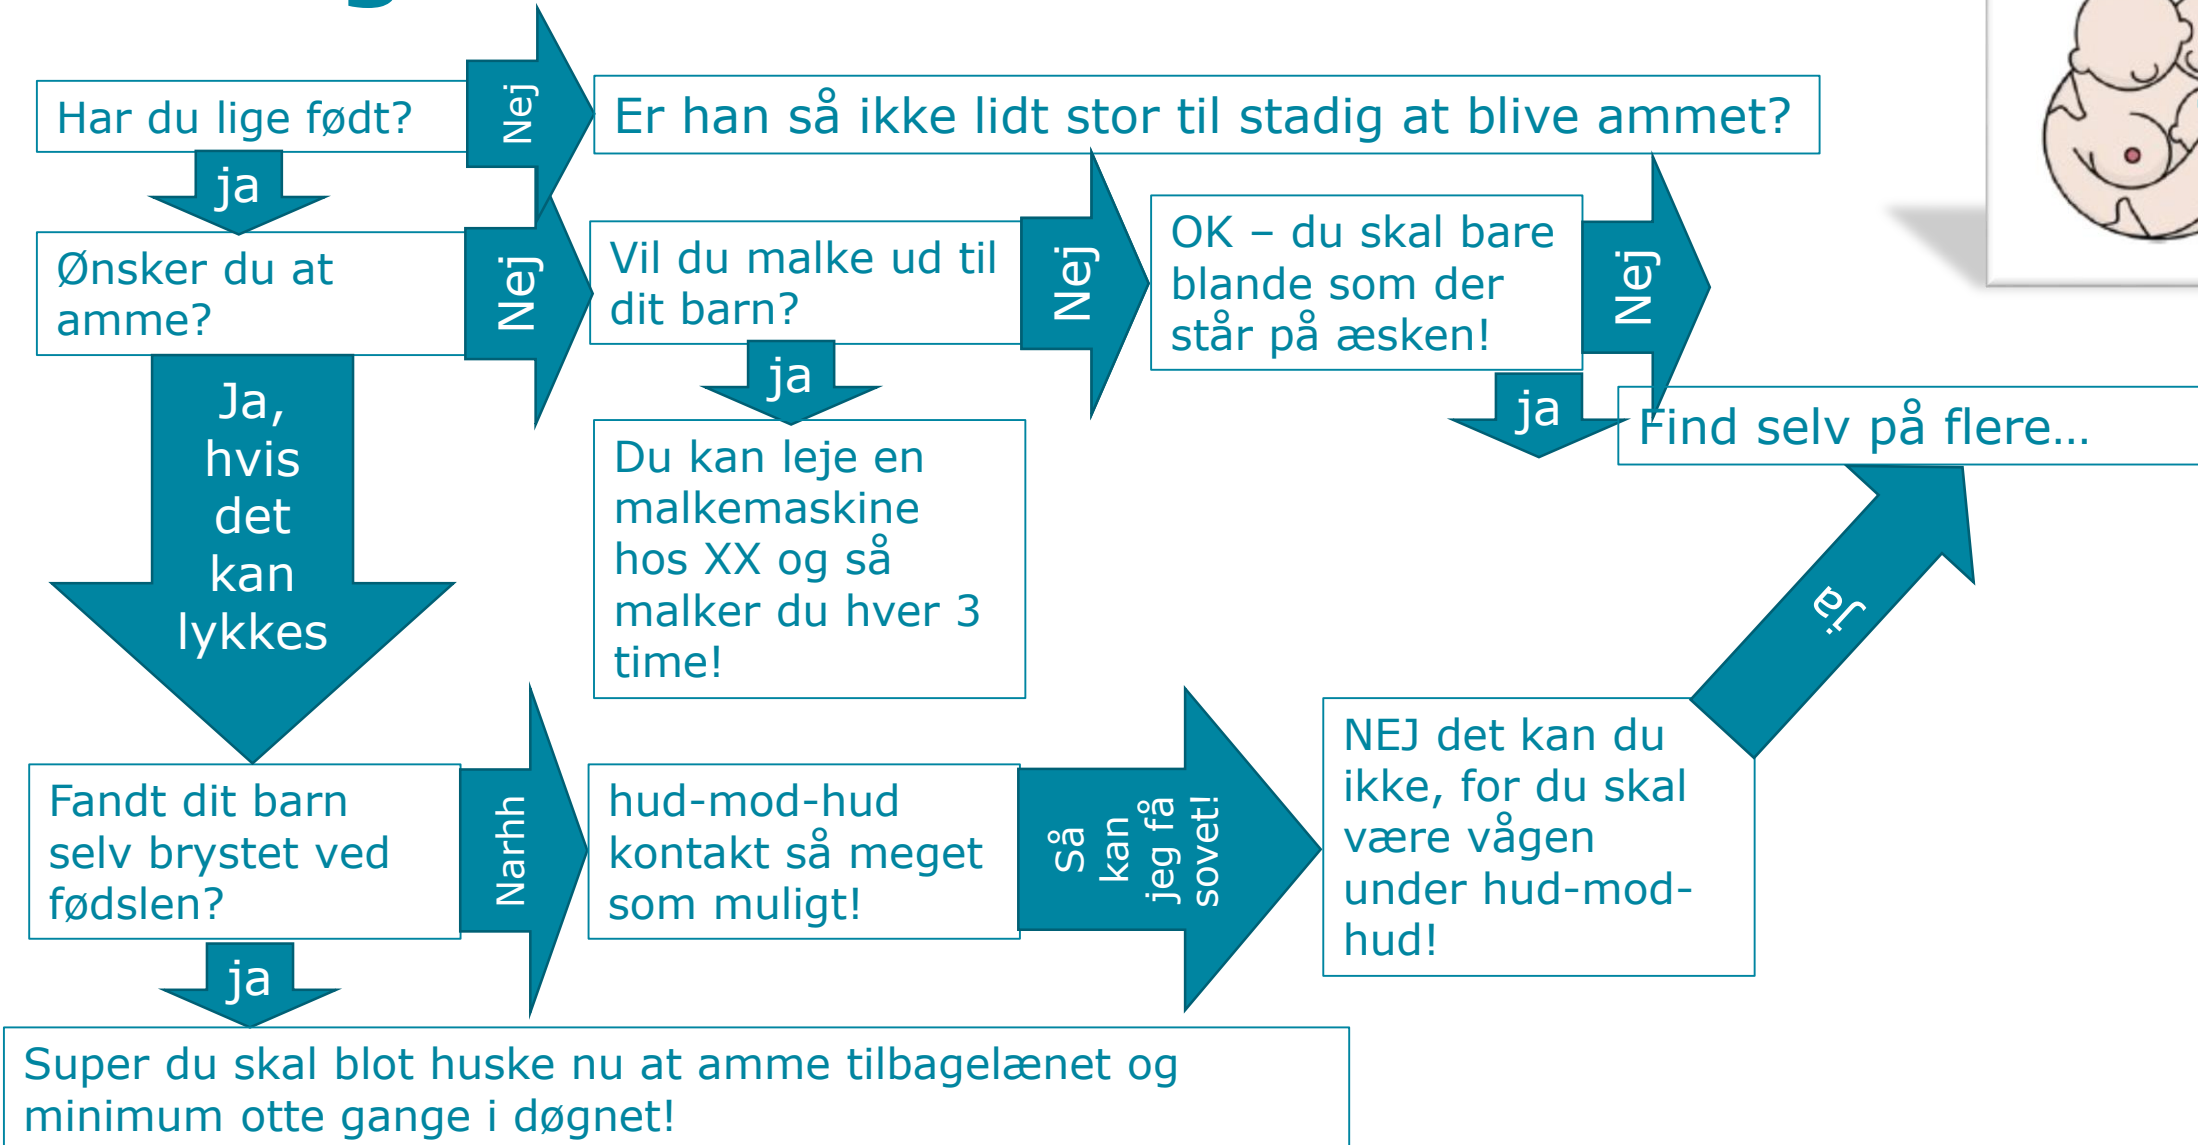 Har du lige født?
Nej
Er han så ikke lidt stor til stadig at blive ammet?
ja
Ønsker du at
amme?
Nej
Vil du malke ud til
dit barn?
Nej
OK – du skal bare
blande som der
står på æsken!
Nej
ja
ja
Find selv på flere…
Ja,
hvis
det
kan
lykkes
Du kan leje en
malkemaskine
hos XX og så
malker du hver 3
time!
ja
Fandt dit barn
selv brystet ved
fødslen?
Narhh
hud-mod-hud
kontakt så meget
som muligt!
Så
kan
jeg få
sovet!
NEJ det kan du
ikke, for du skal
være vågen
under hud-mod-
hud!
ja
Super du skal blot huske nu at amme tilbagelænet og
minimum otte gange i døgnet!